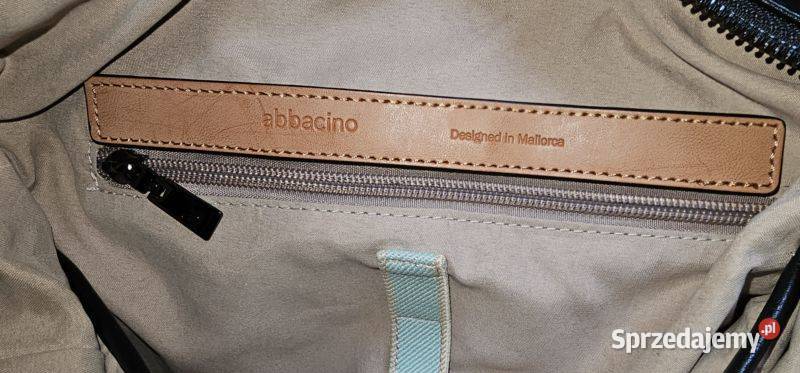 abbacino
Designed in Mallorca
Sprzedajemy.pl